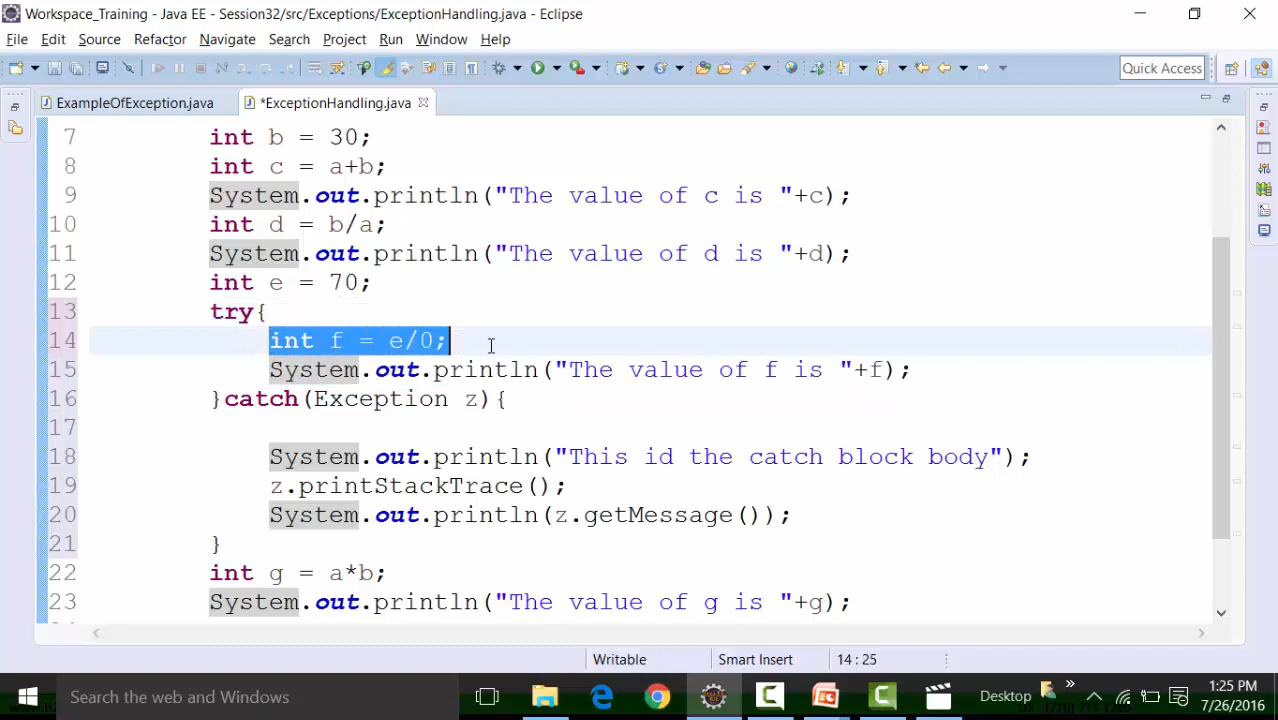 Workspace_Training - Java EE - Session32/src/Exceptions/ExceptionHandling.java - Eclipse
File Edit Source Refactor Navigate Search Project Run Window Help
Quick Access
ExampleOfException.java *ExceptionHandling.java
7 int b = 30;
8 int c = a+b;
9 System.out.println("The value of c is "+c);
10 int d = b/a;
11 System.out.println("The value of d is "+d);
12 int e = 70;
13 try{
14 int f = e/0;
15 System.out.println("The value of f is "+f);
16 }catch(Exception z){
17
18 System.out.println("This id the catch block body");
19 z.printStackTrace();
20 System.out.println(z.getMessage());
21 }
22 int g = a*b;
23 System.out.println("The value of g is "+g);
Writable Smart Insert 14 : 25
Search the web and Windows
Desktop
1:25 PM
7/26/2016